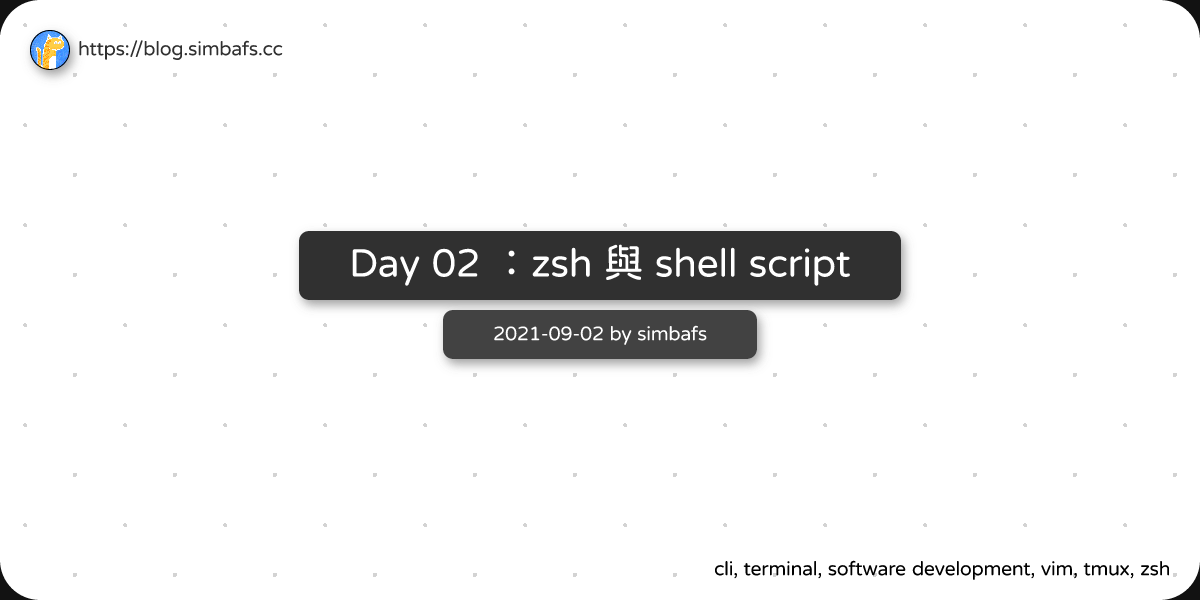 https://blog.simbafs.cc
Day 02 ：zsh 與 shell script
2021-09-02 by simbafs
cli, terminal, software development, vim, tmux, zsh